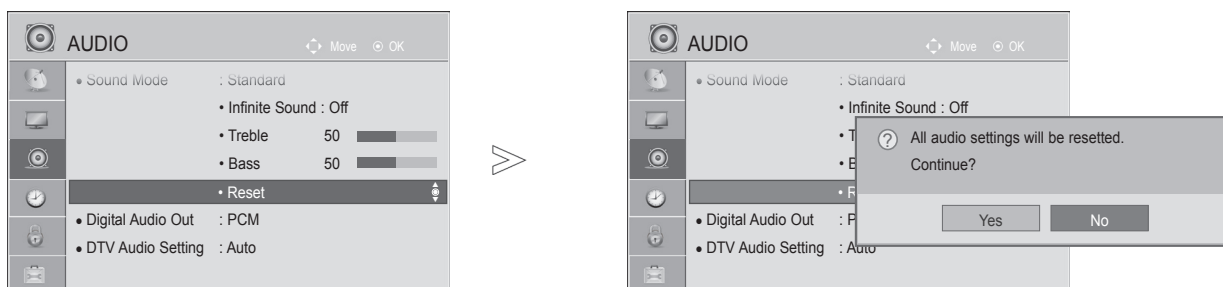 AUDIO
Move OK
• Sound Mode : Standard
• Infinite Sound : Off
• Treble 50
• Bass 50
• Reset
• Digital Audio Out : PCM
• DTV Audio Setting : Auto
AUDIO
Move OK
• Sound Mode : Standard
• Infinite Sound : Off
• T
• B
• R
• Digital Audio Out : P
• DTV Audio Setting : Auto
? All audio settings will be resetted.
Continue?
Yes No